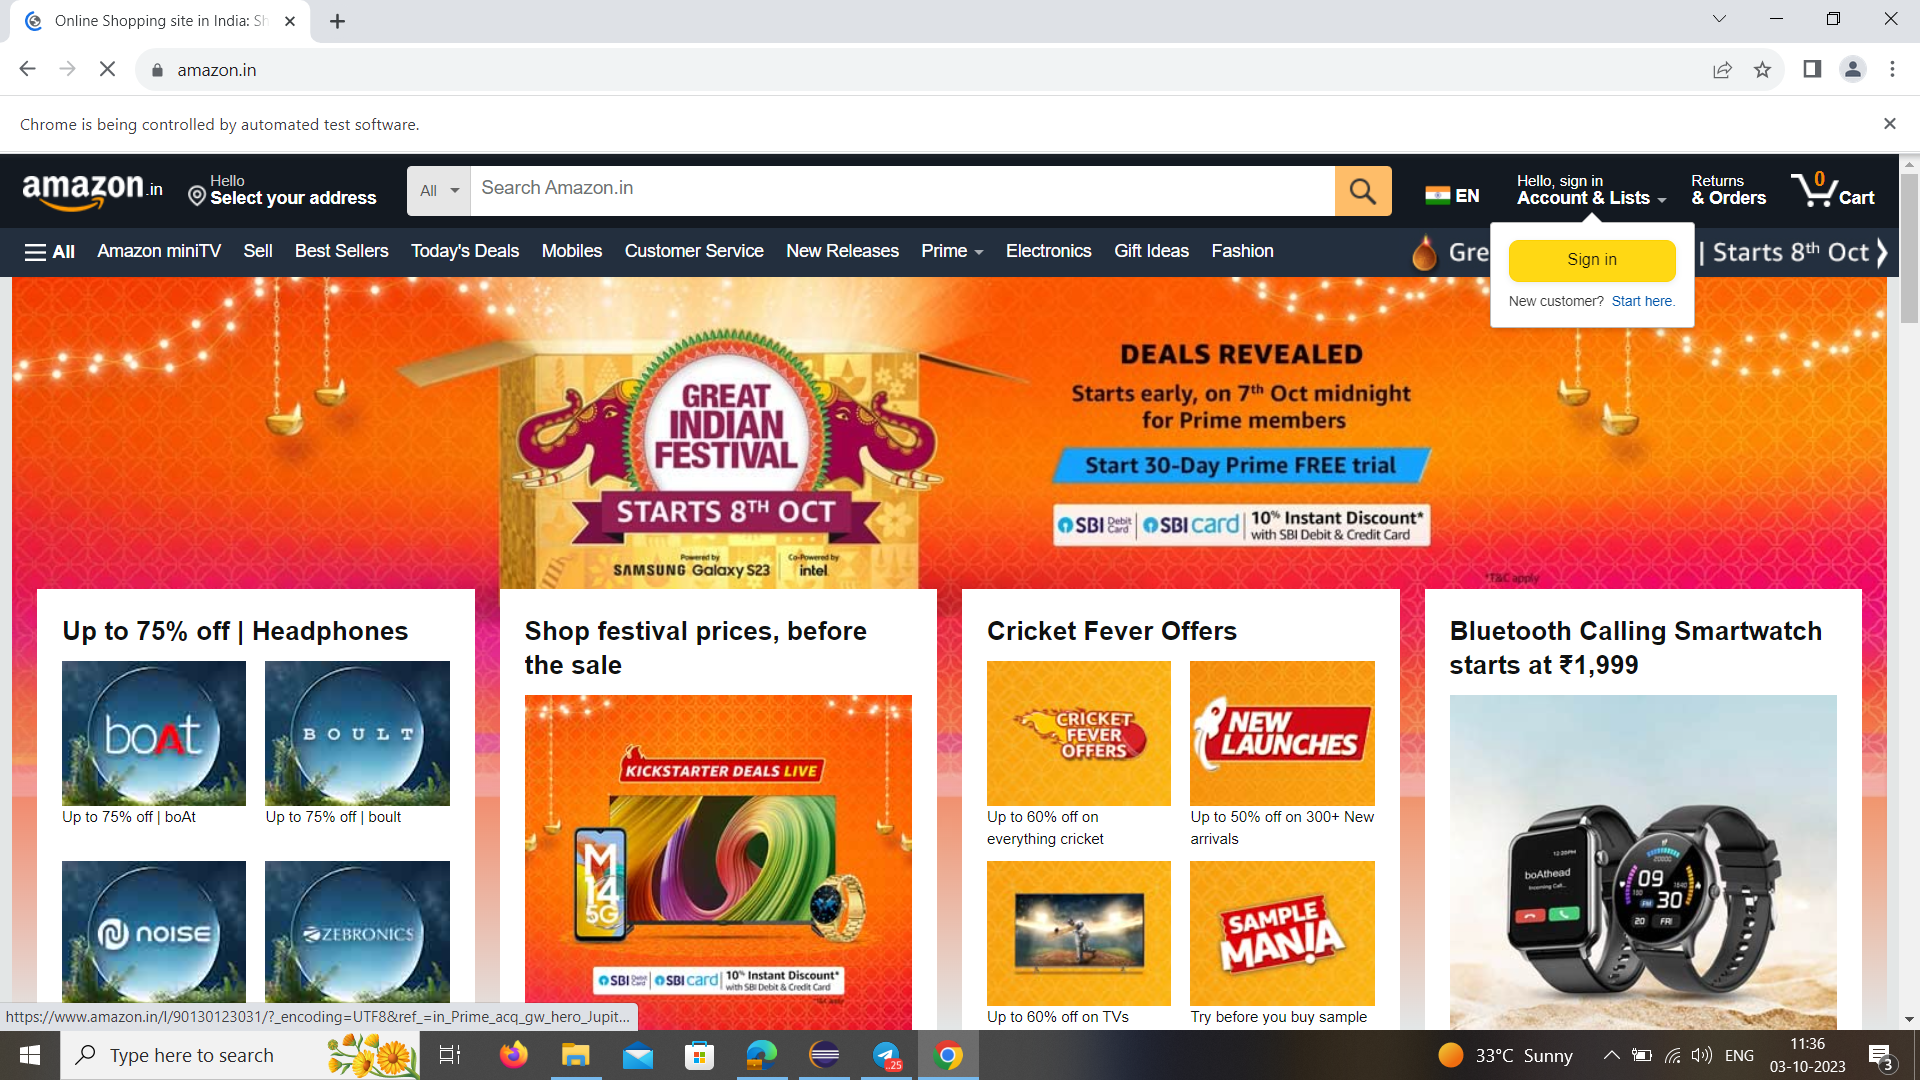 Online Shopping site in India: Sh
amazon.in
Chrome is being controlled by automated test software.
amazon.in
Hello
Select your address
All
Search Amazon.in
EN
Hello, sign in
Account & Lists
Returns
& Orders
0
Cart
All
Amazon miniTV
Sell
Best Sellers
Today's Deals
Mobiles
Customer Service
New Releases
Prime
Electronics
Gift Ideas
Fashion
Gre
| Starts 8th Oct
Sign in
New customer? Start here.
GREAT
INDIAN
FESTIVAL
STARTS 8TH OCT
Powered by
SAMSUNG Galaxy S23
Co-Powered by
intel
DEALS REVEALED
Starts early, on 7th Oct midnight
for Prime members
Start 30-Day Prime FREE trial
SBI Debit Card | SBI card | 10% Instant Discount*
with SBI Debit & Credit Card
*T&C apply
Up to 75% off | Headphones
boAt
BOULT
Up to 75% off | boAt
Up to 75% off | boult
NOISE
ZEBRONICS
Shop festival prices, before
the sale
KICKSTARTER DEALS LIVE
M
14
5G
SBI Debit Card | SBI card | 10% Instant Discount*
with SBI Debit & Credit Card
*T&C apply
Cricket Fever Offers
CRICKET
FEVER
OFFERS
NEW
LAUNCHES
Up to 60% off on
everything cricket
Up to 50% off on 300+ New
arrivals
SAMPLE
MANIA
Up to 60% off on TVs
Try before you buy sample
Bluetooth Calling Smartwatch
starts at ₹1,999
12:20PM
boAthead
Incoming Call...
09
30
PM
20
FRI
https://www.amazon.in/l/90130123031/?_encoding=UTF8&ref_=in_Prime_acq_gw_hero_Jupit...
Type here to search
..25
33°C Sunny
ENG
11:36
03-10-2023
3